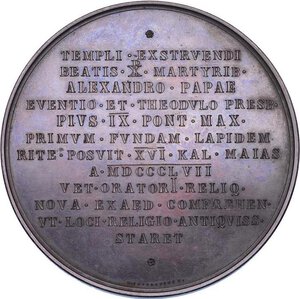 TEMPLI · EXSTRVENDI
BEATIS · ☧ · MARTYRIB·
ALEXANDRO · PAPAE
EVENTIO · ET · THEODVLO · PRESB·
PIVS · IX · PONT · MAX·
PRIMVM · FVNDAM · LAPIDEM
RITE · POSVIT · XVI · KAL · MAIAS
A · MDCCCLVII
VET · ORATORI · RELIQ·
NOVA · EXAED · COMPREHEN·
VT · LOCI · RELIGIO · ANTIQVISS·
STARET